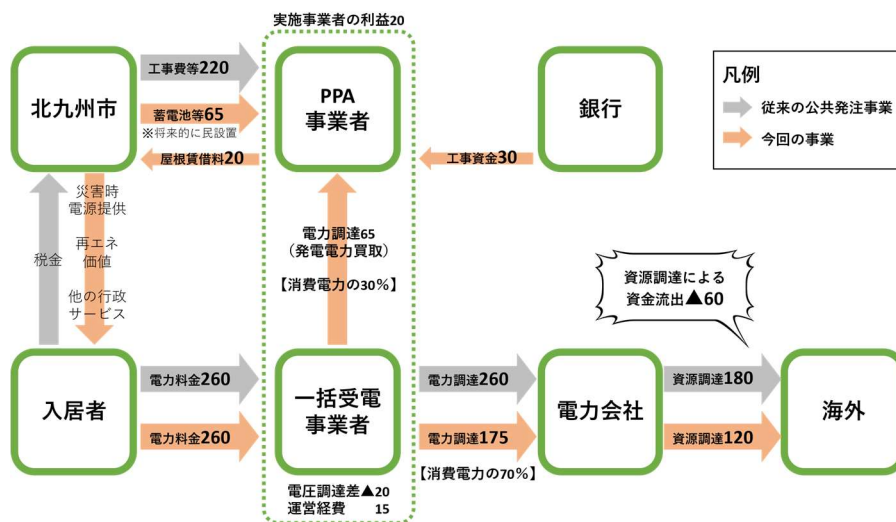 実施事業者の利益20
北九州市
工事費等220
蓄電池等65
※将来的に民設置
屋根賃借料20
PPA
事業者
工事資金30
銀行
凡例
従来の公共発注事業
今回の事業
税金
災害時
電源提供
再エネ
価値
他の行政
サービス
電力調達65
（発電電力買取）
【消費電力の30％】
資源調達による
資金流出▲60
入居者
電力料金260
電力料金260
一括受電
事業者
電力調達260
電力調達175
【消費電力の70％】
電力会社
資源調達180
資源調達120
海外
電圧調達差▲20
運営経費 15